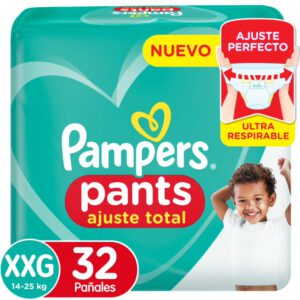 NUEVO
AJUSTE
PERFECTO
ULTRA
RESPIRABLE
Pampers®
pants
ajuste total
XXG
14-25 kg
32
Pañales